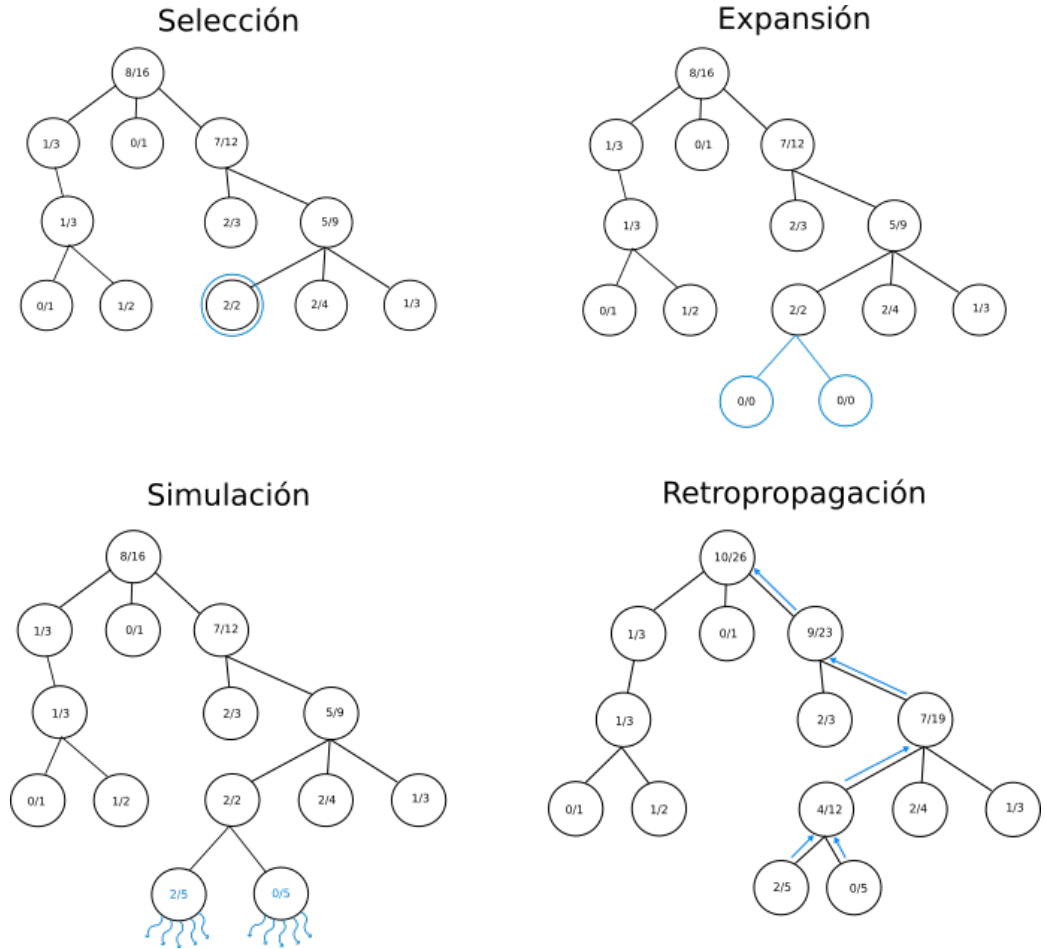 Selección
8/16
1/3 0/1 7/12
1/3 2/3 5/9
0/1 1/2 2/2 2/4 1/3
Expansión
8/16
1/3 0/1 7/12
1/3 2/3 5/9
0/1 1/2 2/2 2/4 1/3
0/0 0/0
Simulación
8/16
1/3 0/1 7/12
1/3 2/3 5/9
0/1 1/2 2/2 2/4 1/3
2/5 0/5
Retropropagación
10/26
1/3 0/1 9/23
1/3 2/3 7/19
0/1 1/2 4/12 2/4 1/3
2/5 0/5